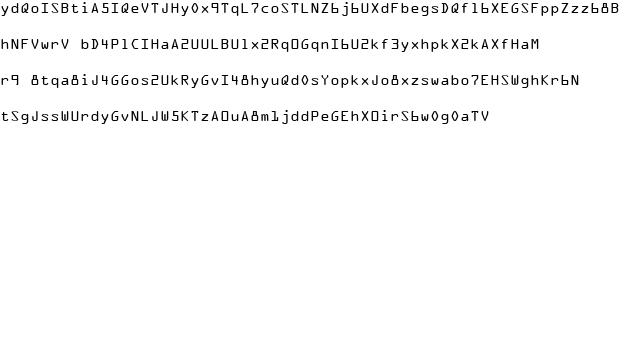 ydQoISBtiA5IQeVTJHy0x9TqL7coSTLNZ6j6UXdFbegsDQfl6XEGSFppZzz68B
hNFVwrV bD4PlCIHaA2UULBUlx2RqOGqnI6U2kf3yxhpkX2kAXfHaM
r9 8tqa8iJ4GGos2UkRyGvI48hyuQd0sYopkxJo8xzswabo7EHSWghKr6N
tSgJssWUrdyGvNLJW5KTzAOuA8m1jddPeGEhXOirS6w0g0aTV